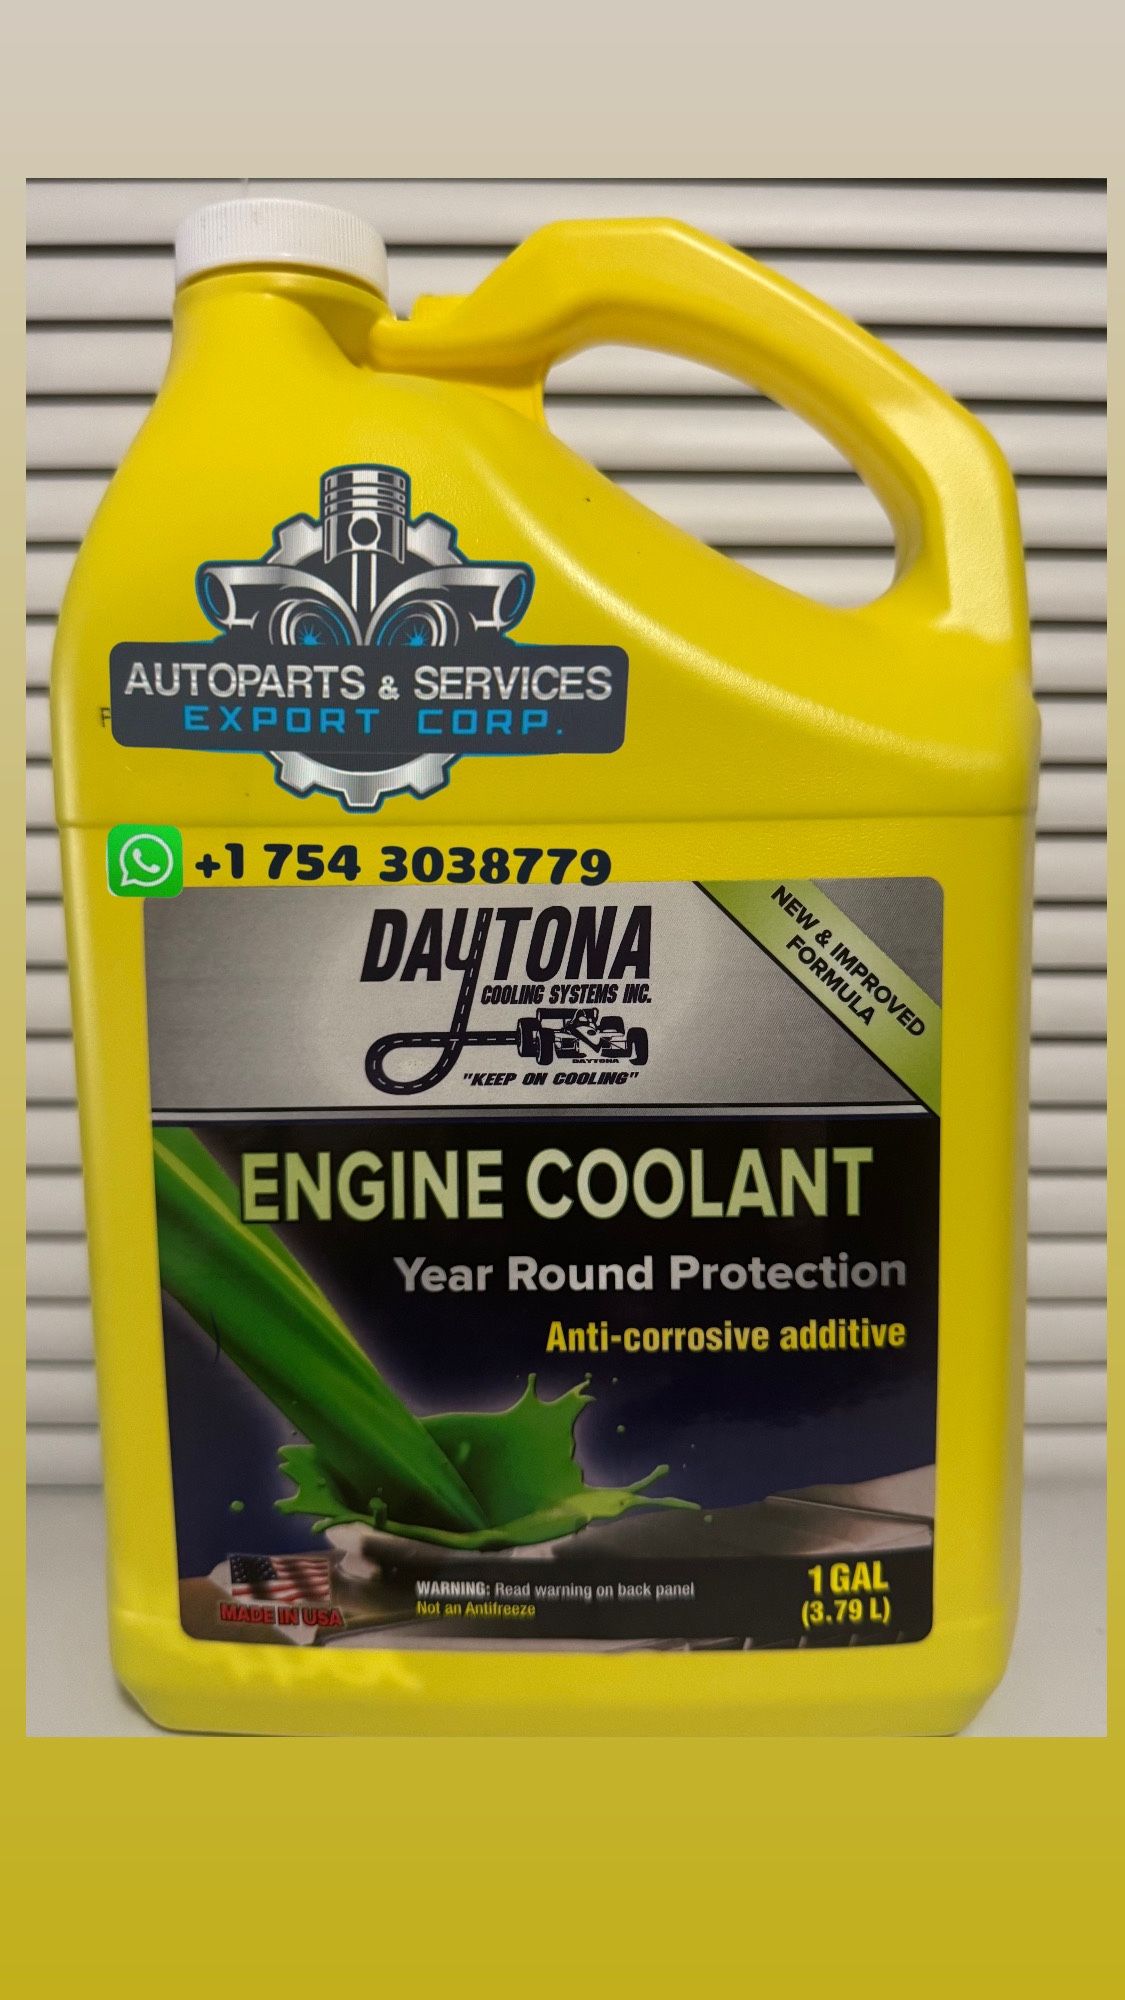 AUTOPARTS & SERVICES
EXPORT CORP.
+1 754 3038779
DAYTONA
COOLING SYSTEMS INC.
DAYTONA
"KEEP ON COOLING"
NEW & IMPROVED
FORMULA
ENGINE COOLANT
Year Round Protection
Anti-corrosive additive
MADE IN USA
WARNING: Read warning on back panel
Not an Antifreeze
1 GAL
(3.79 L)